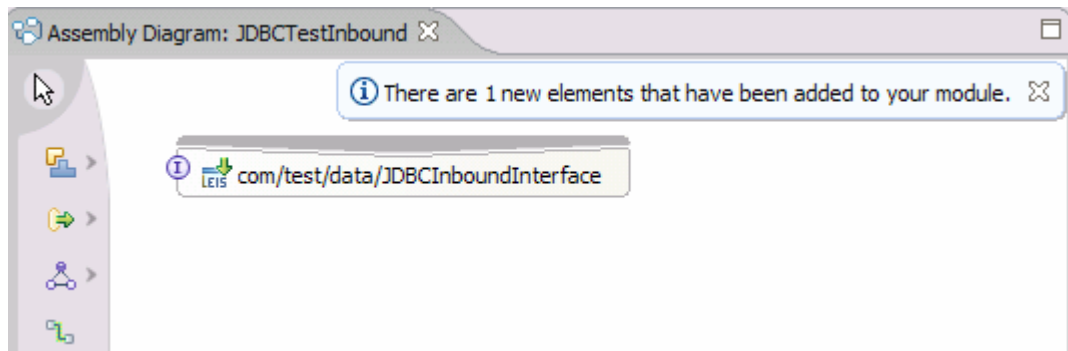 Assembly Diagram: JDBCTestInbound
There are 1 new elements that have been added to your module.
I
EIS com/test/data/JDBCInboundInterface